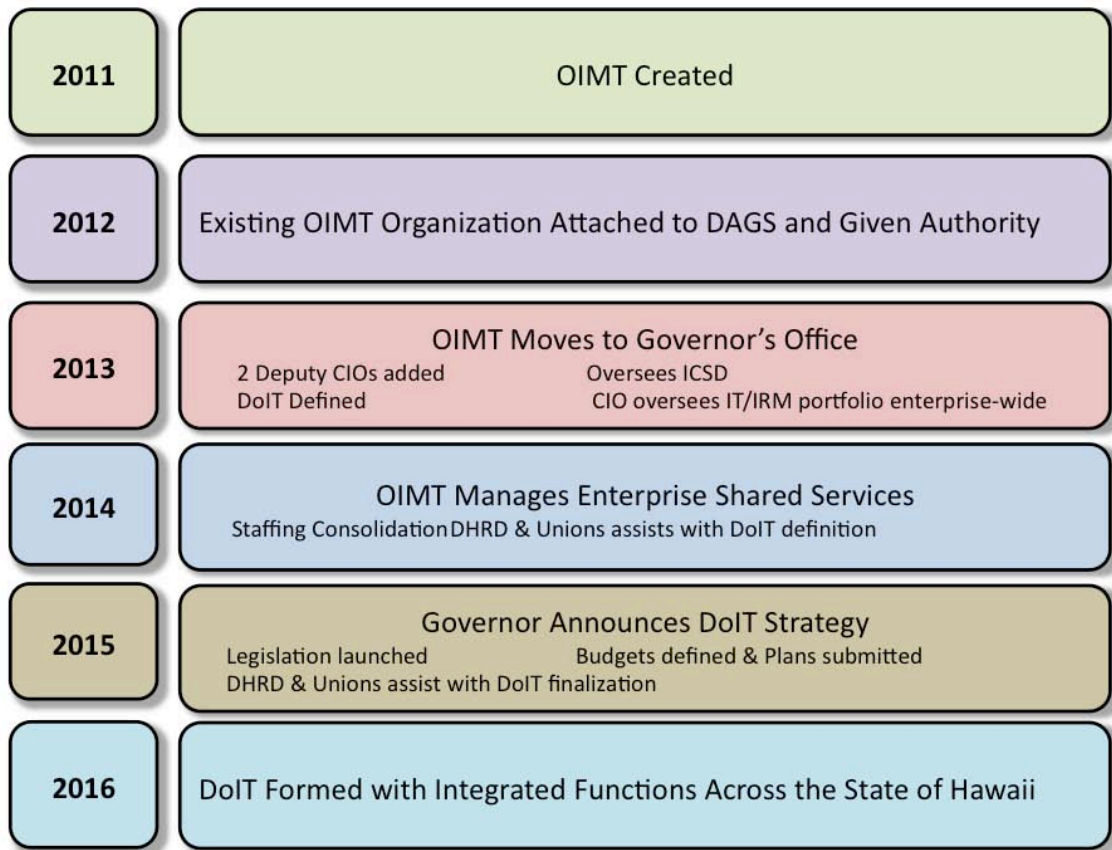 2011
OIMT Created
2012
Existing OIMT Organization Attached to DAGS and Given Authority
2013
OIMT Moves to Governor’s Office
2 Deputy CIOs added Oversees ICSD
DoIT Defined CIO oversees IT/IRM portfolio enterprise-wide
2014
OIMT Manages Enterprise Shared Services
Staffing Consolidation DHRD & Unions assists with DoIT definition
2015
Governor Announces DoIT Strategy
Legislation launched Budgets defined & Plans submitted
DHRD & Unions assist with DoIT finalization
2016
DoIT Formed with Integrated Functions Across the State of Hawaii